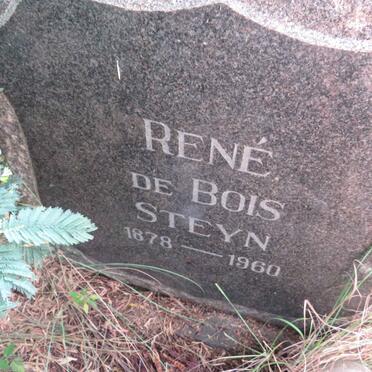 RENÉ
DE BOIS
STEYN
1878 — 1960